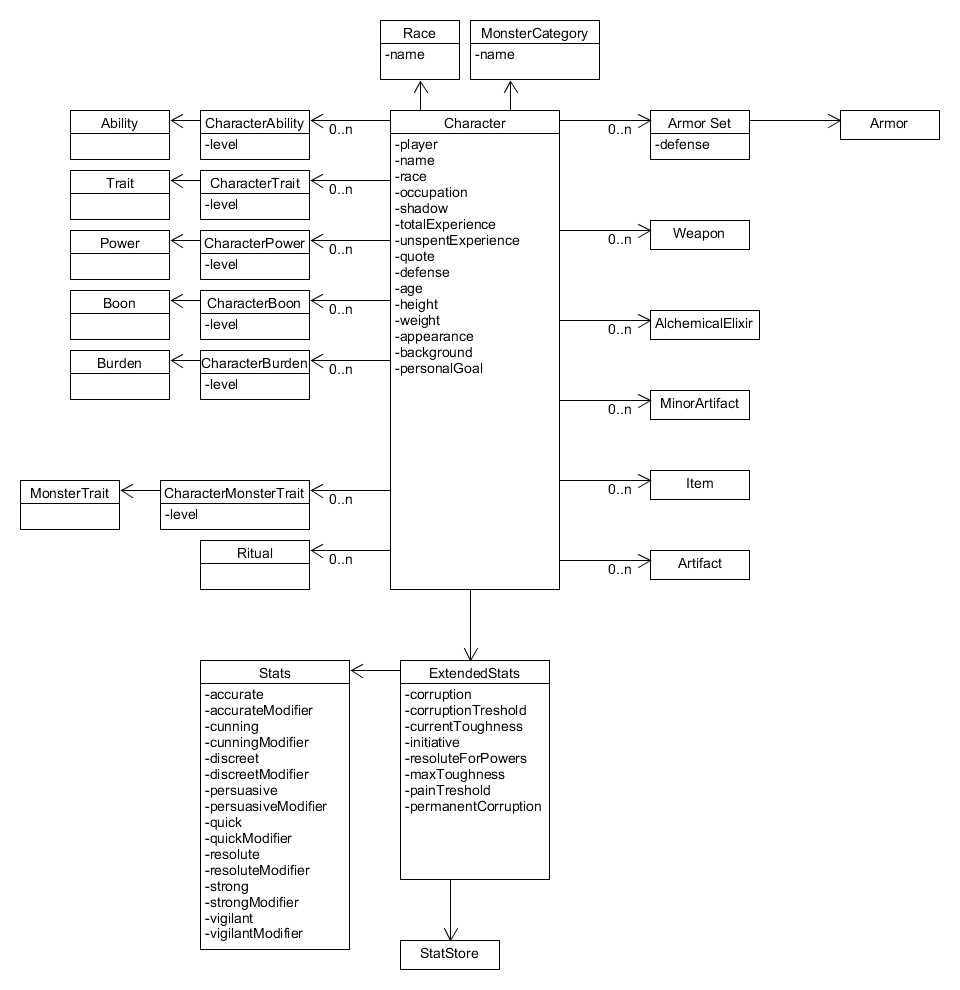 Race
-name
MonsterCategory
-name
Ability
CharacterAbility
-level
0..n
Trait
CharacterTrait
-level
0..n
Power
CharacterPower
-level
0..n
Boon
CharacterBoon
-level
0..n
Burden
CharacterBurden
-level
0..n
MonsterTrait
CharacterMonsterTrait
-level
0..n
Ritual
0..n
Character
-player
-name
-race
-occupation
-shadow
-totalExperience
-unspentExperience
-quote
-defense
-age
-height
-weight
-appearance
-background
-personalGoal
0..n
Armor Set
-defense
Armor
0..n
Weapon
0..n
AlchemicalElixir
0..n
MinorArtifact
0..n
Item
0..n
Artifact
Stats
-accurate
-accurateModifier
-cunning
-cunningModifier
-discreet
-discreetModifier
-persuasive
-persuasiveModifier
-quick
-quickModifier
-resolute
-resoluteModifier
-strong
-strongModifier
-vigilant
-vigilantModifier
ExtendedStats
-corruption
-corruptionTreshold
-currentToughness
-initiative
-resoluteForPowers
-maxToughness
-painTreshold
-permanentCorruption
StatStore